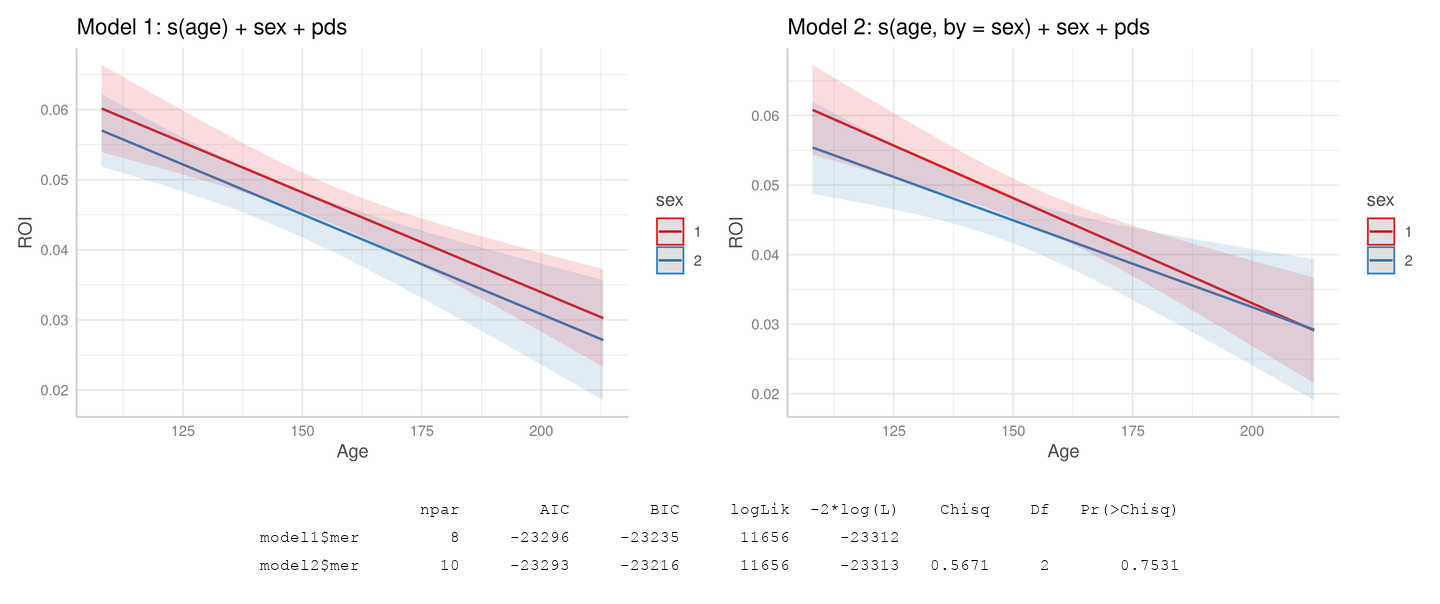 Model 1: s(age) + sex + pds
0.06
0.05
0.04
0.03
0.02
ROI
125 150 175 200
Age
sex
1
2
Model 2: s(age, by = sex) + sex + pds
0.06
0.05
0.04
0.03
0.02
ROI
125 150 175 200
Age
sex
1
2
npar AIC BIC logLik -2*log(L) Chisq Df Pr(>Chisq)
model1$mer 8 -23296 -23235 11656 -23312
model2$mer 10 -23293 -23216 11656 -23313 0.5671 2 0.7531